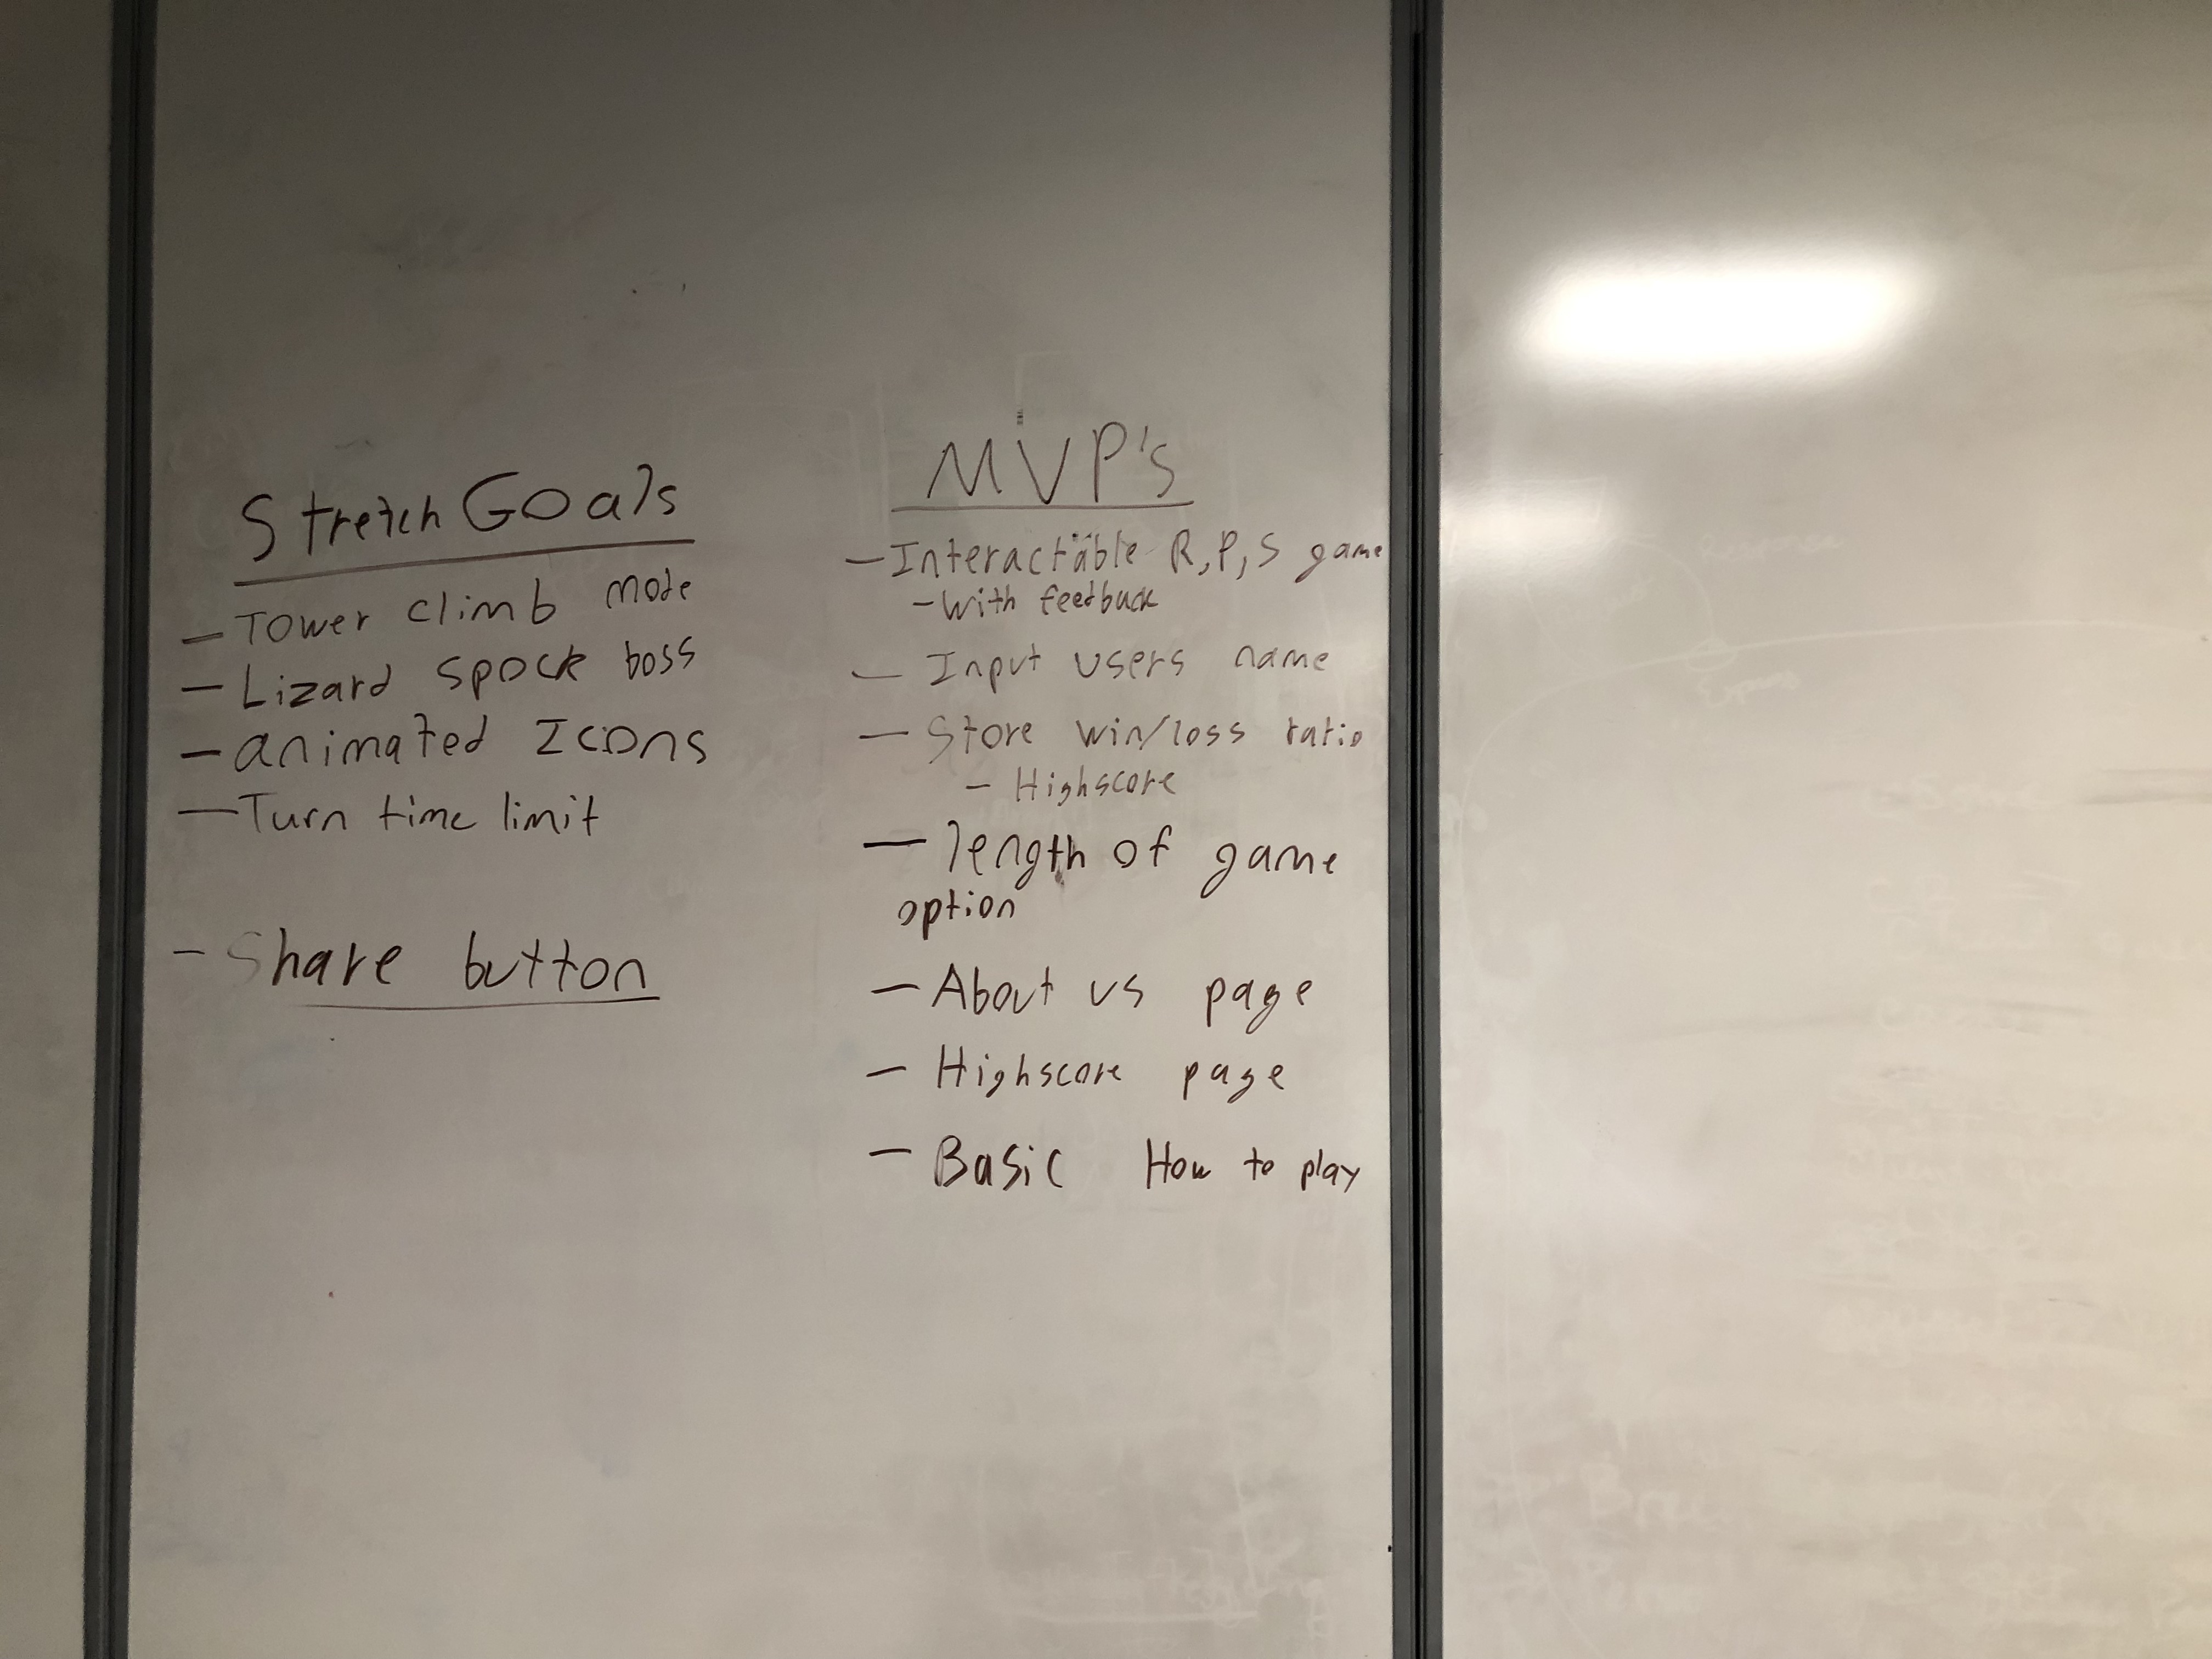 Stretch Goals
- Tower climb mode
- Lizard spock boss
- animated Icons
- Turn time limit
- Share button
MVP's
- Interactable R, P, S game
- With feedback
- Input users name
- Store win/loss ratio
- Highscore
- length of game
option
- About us page
- Highscore page
- Basic How to play